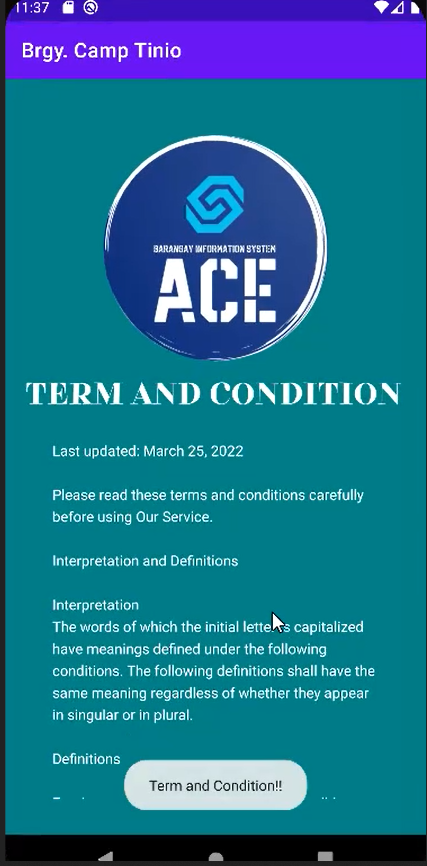 11:37
Brgy. Camp Tinio
BARANGAY INFORMATION SYSTEM
ACE
TERM AND CONDITION
Last updated: March 25, 2022
Please read these terms and conditions carefully
before using Our Service.
Interpretation and Definitions
Interpretation
The words of which the initial letters capitalized
have meanings defined under the following
conditions. The following definitions shall have the
same meaning regardless of whether they appear
in singular or in plural.
Definitions
Term and Condition!!